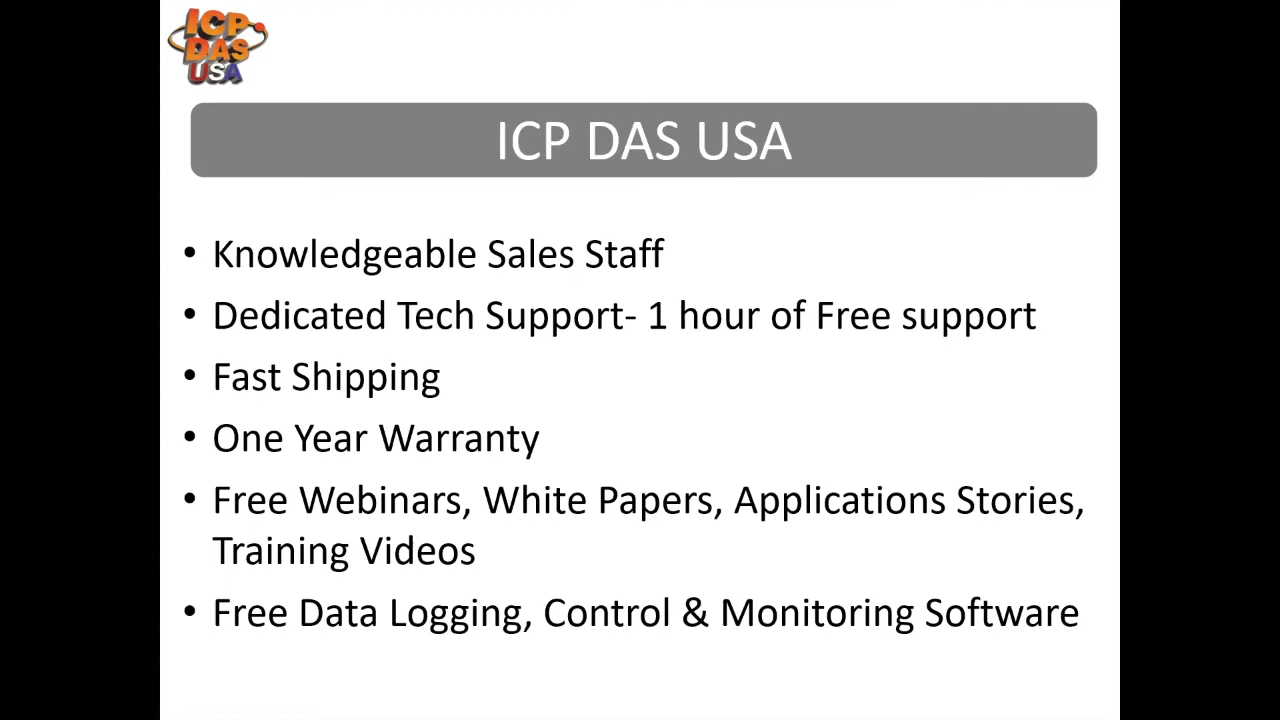 ICP
DAS
USA
ICP DAS USA
• Knowledgeable Sales Staff
• Dedicated Tech Support- 1 hour of Free support
• Fast Shipping
• One Year Warranty
• Free Webinars, White Papers, Applications Stories,
Training Videos
• Free Data Logging, Control & Monitoring Software